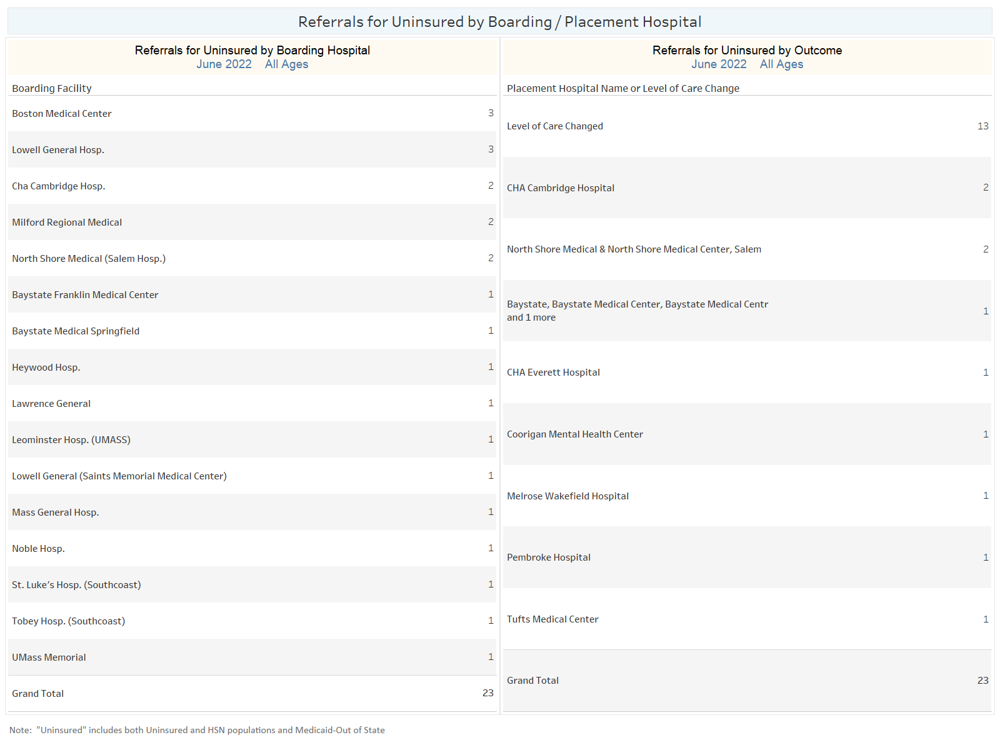 Referrals for Uninsured by Boarding / Placement Hospital
Referrals for Uninsured by Boarding Hospital
June 2022 All Ages
Boarding Facility
Boston Medical Center 3
Lowell General Hosp. 3
Cha Cambridge Hosp. 2
Milford Regional Medical 2
North Shore Medical (Salem Hosp.) 2
Baystate Franklin Medical Center 1
Baystate Medical Springfield 1
Heywood Hosp. 1
Lawrence General 1
Leominster Hosp. (UMASS) 1
Lowell General (Saints Memorial Medical Center) 1
Mass General Hosp. 1
Noble Hosp. 1
St. Luke’s Hosp. (Southcoast) 1
Tobey Hosp. (Southcoast) 1
UMass Memorial 1
Grand Total 23
Referrals for Uninsured by Outcome
June 2022 All Ages
Placement Hospital Name or Level of Care Change
Level of Care Changed 13
CHA Cambridge Hospital 2
North Shore Medical & North Shore Medical Center, Salem 2
Baystate, Baystate Medical Center, Baystate Medical Centr
and 1 more 1
CHA Everett Hospital 1
Coorigan Mental Health Center 1
Melrose Wakefield Hospital 1
Pembroke Hospital 1
Tufts Medical Center 1
Grand Total 23
Note: "Uninsured" includes both Uninsured and HSN populations and Medicaid-Out of State